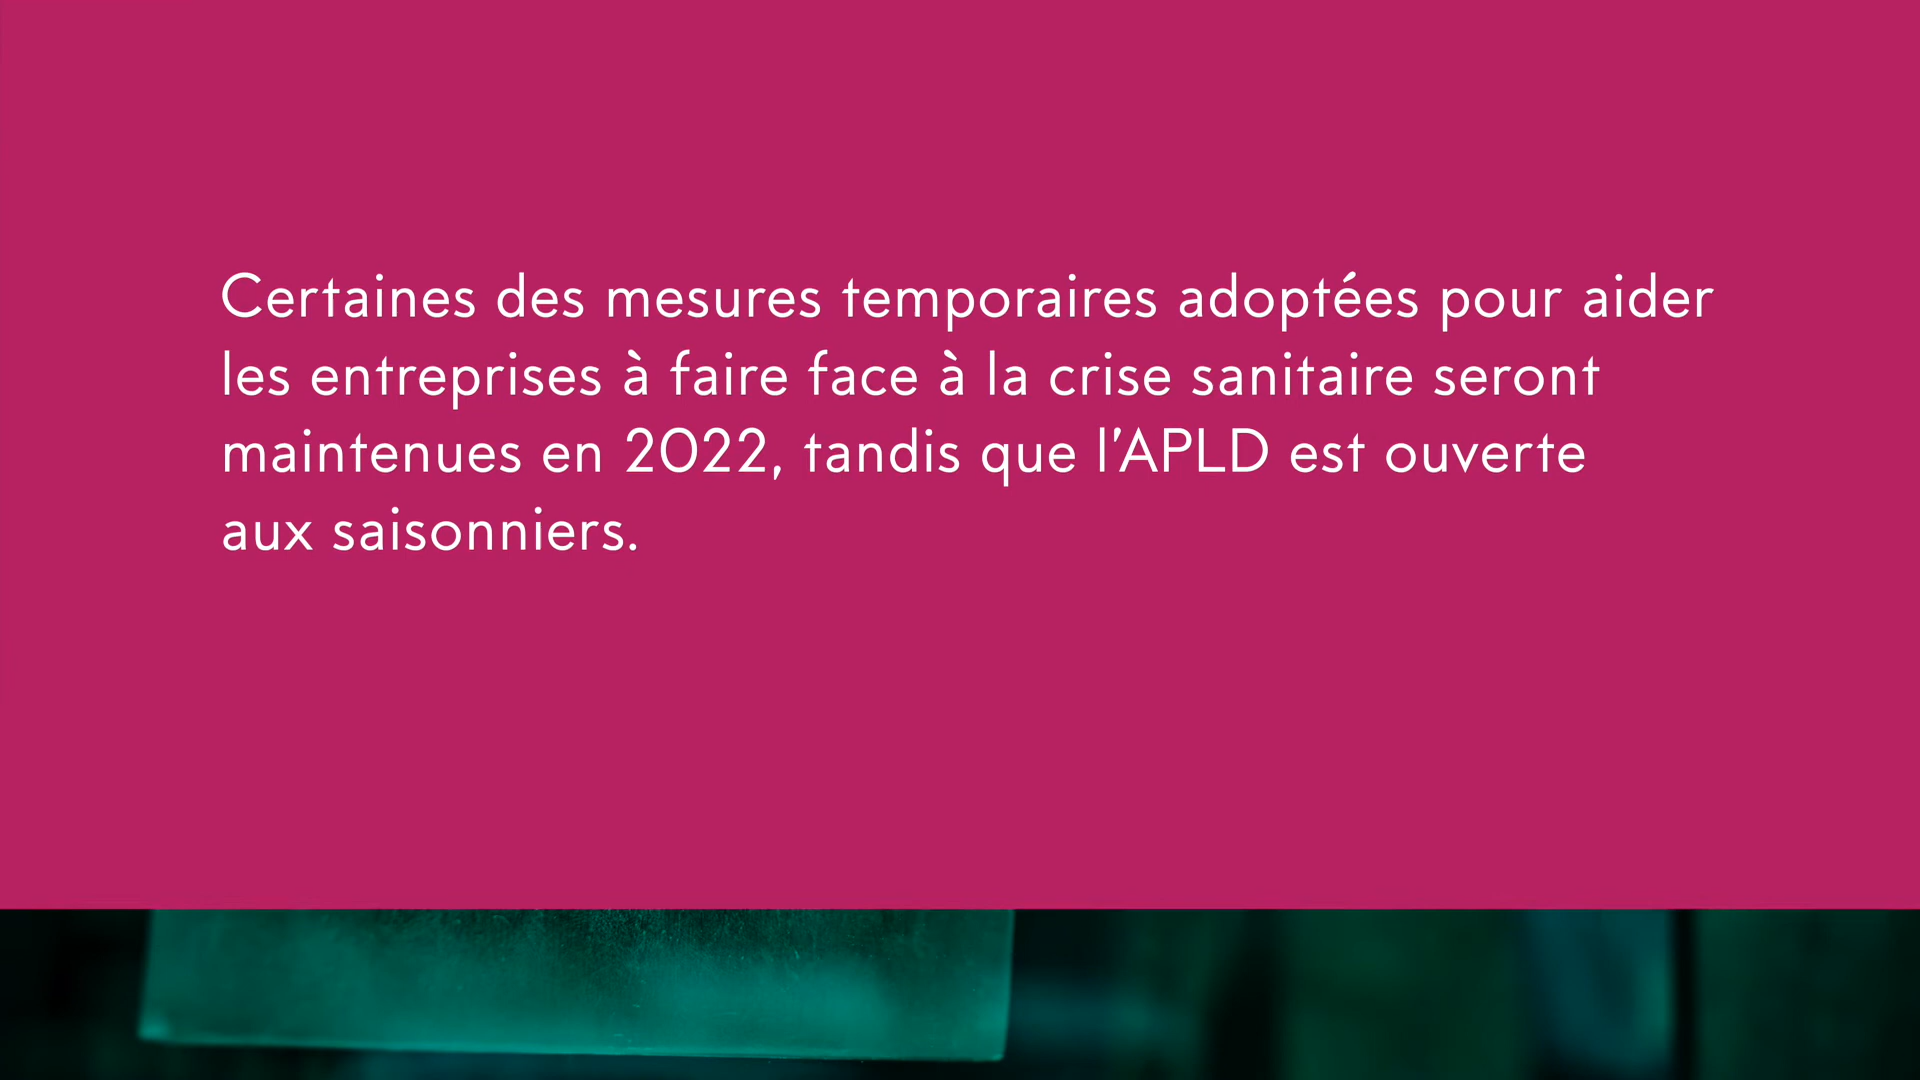 Certaines des mesures temporaires adoptées pour aider
les entreprises à faire face à la crise sanitaire seront
maintenues en 2022, tandis que l’APLD est ouverte
aux saisonniers.